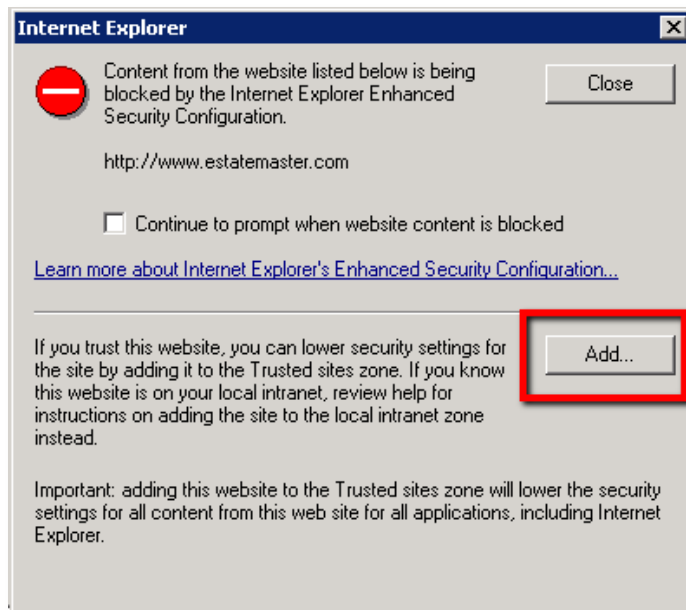 Internet Explorer
Content from the website listed below is being
blocked by the Internet Explorer Enhanced
Security Configuration.
Close
http://www.estatemaster.com
Continue to prompt when website content is blocked
Learn more about Internet Explorer's Enhanced Security Configuration...
If you trust this website, you can lower security settings for
the site by adding it to the Trusted sites zone. If you know
this website is on your local intranet, review help for
instructions on adding the site to the local intranet zone
instead.
Add...
Important: adding this website to the Trusted sites zone will lower the security
settings for all content from this web site for all applications, including Internet
Explorer.